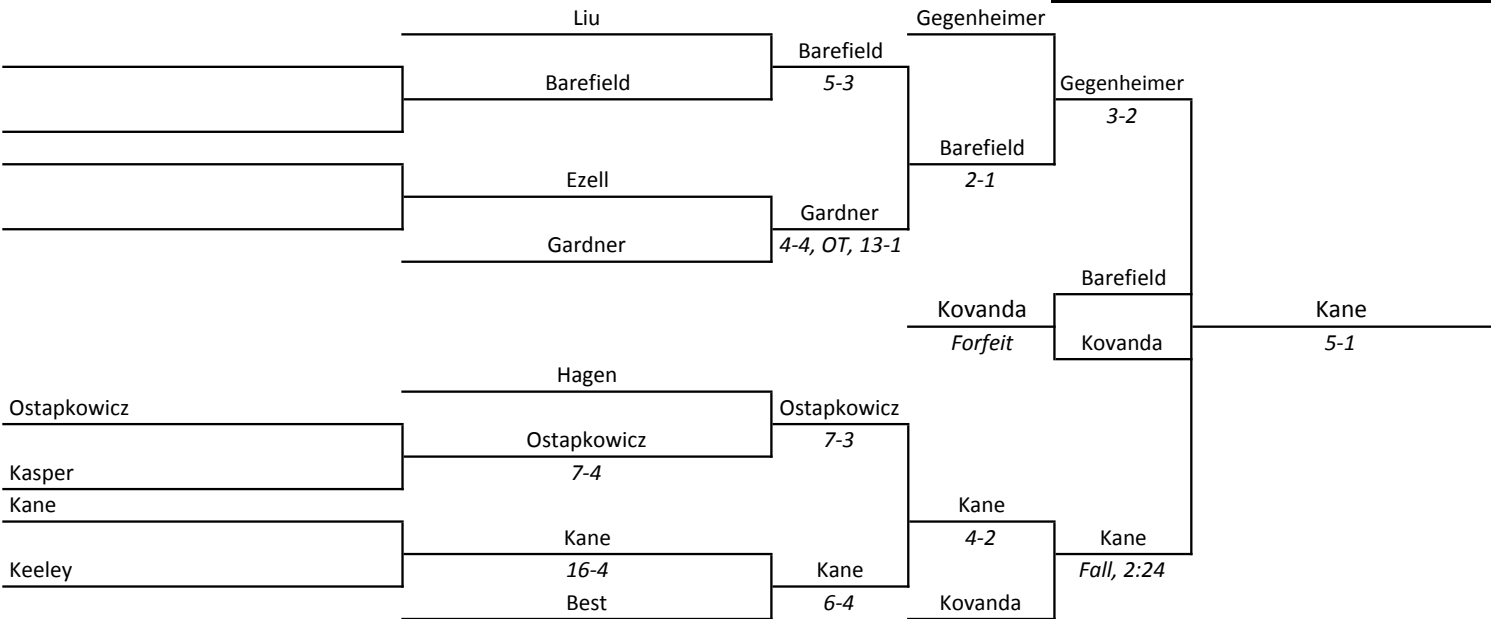 Liu Gegenheimer
Barefield
Barefield 5-3 Gegenheimer
3-2
Barefield
Ezell 2-1
Gardner
Gardner 4-4, OT, 13-1
Barefield
Kovanda Kane
Forfeit Kovanda 5-1
Hagen
Ostapkowicz Ostapkowicz
Ostapkowicz 7-3
Kasper 7-4
Kane Kane
Kane 4-2 Kane
Keeley 16-4 Kane Fall, 2:24
Best 6-4 Kovanda